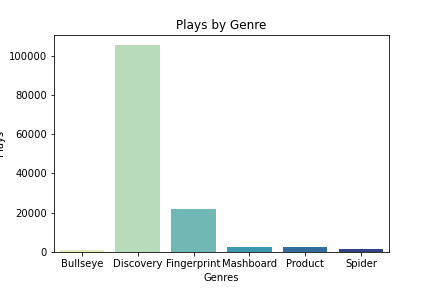 Plays by Genre
100000
80000
60000
40000
20000
0
Bullseye Discovery Fingerprint Mashboard Product Spider
Genres